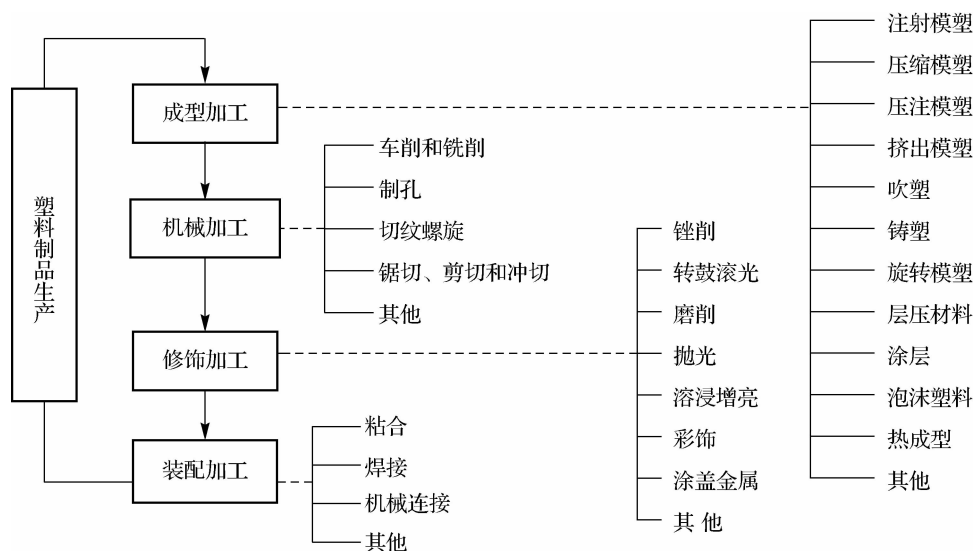 塑料制品生产
成型加工
注射模塑
压缩模塑
压注模塑
挤出模塑
吹塑
铸塑
旋转模塑
层压材料
涂层
泡沫塑料
热成型
其他
机械加工
车削和铣削
制孔
切纹螺旋
锯切、剪切和冲切
其他
修饰加工
锉削
转鼓滚光
磨削
抛光
溶浸增亮
彩饰
涂盖金属
其 他
装配加工
粘合
焊接
机械连接
其他